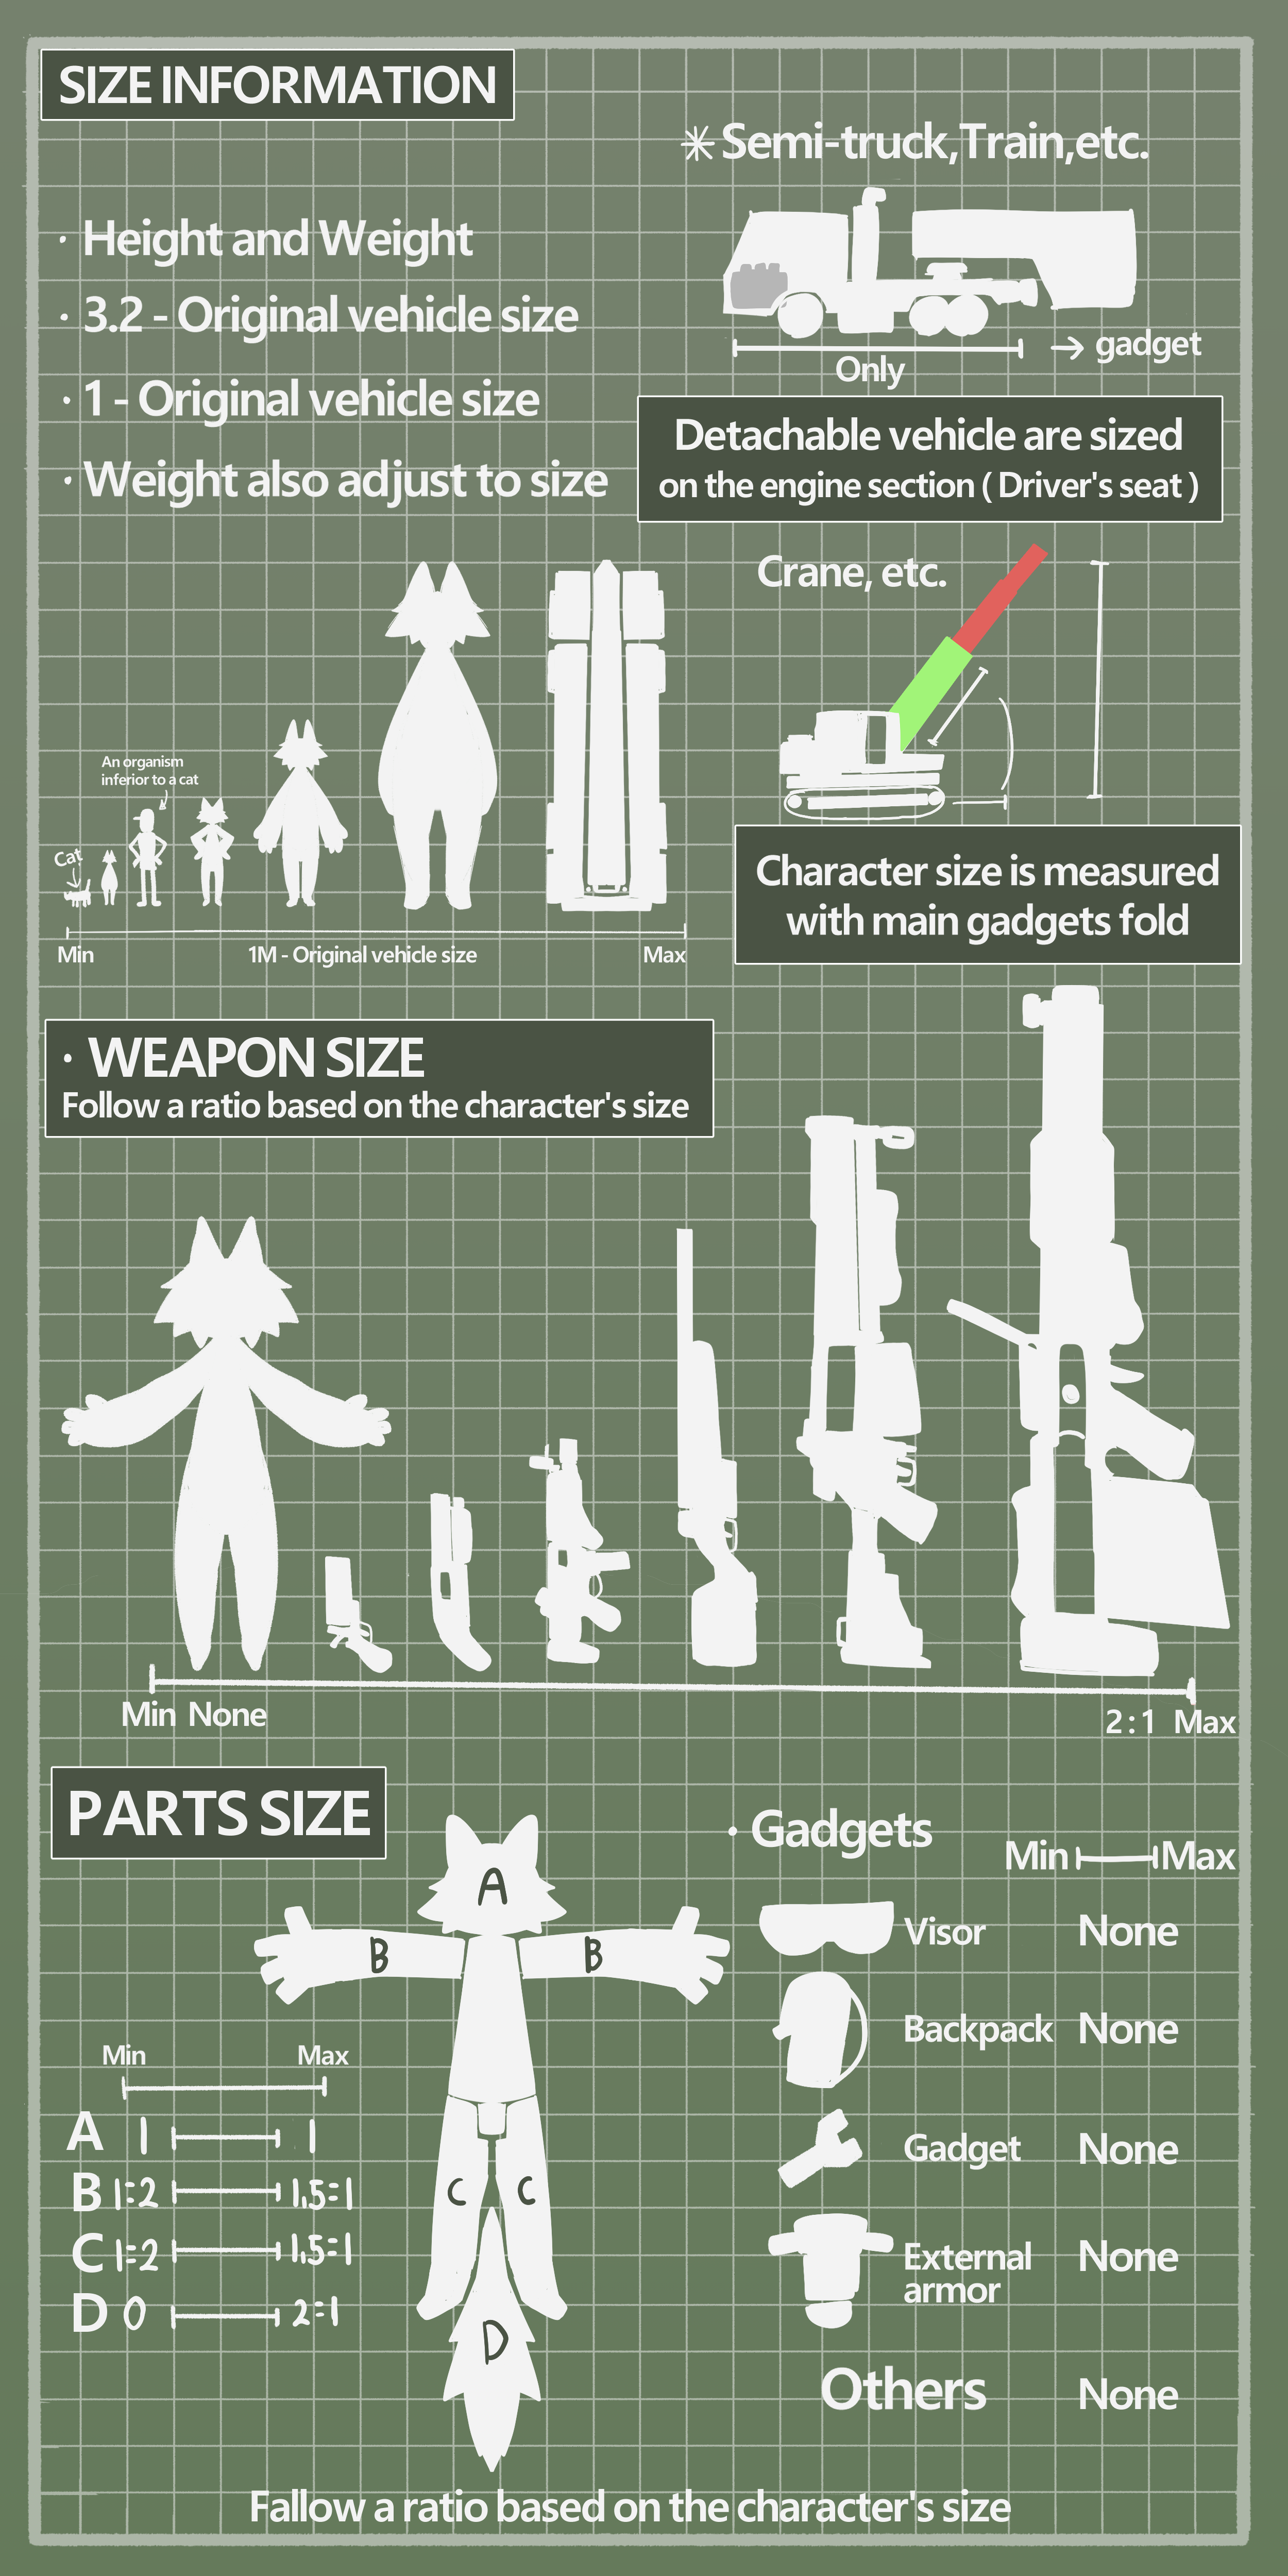 SIZE INFORMATION
✳ Semi-truck,Train,etc.
· Height and Weight
· 3.2 - Original vehicle size
· 1 - Original vehicle size
· Weight also adjust to size
Only
→ gadget
Detachable vehicle are sized
on the engine section ( Driver's seat )
Crane, etc.
Character size is measured
with main gadgets fold
An organism
inferior to a cat
Cat
Min
1M - Original vehicle size
Max
· WEAPON SIZE
Follow a ratio based on the character's size
Min None
2:1 Max
PARTS SIZE
A
B
B
C
C
D
Min
Max
A 1 1
B 1:2 1,5:1
C 1:2 1,5:1
D 0 2:1
· Gadgets
Min Max
Visor None
Backpack None
Gadget None
External
armor
None
Others None
Fallow a ratio based on the character's size